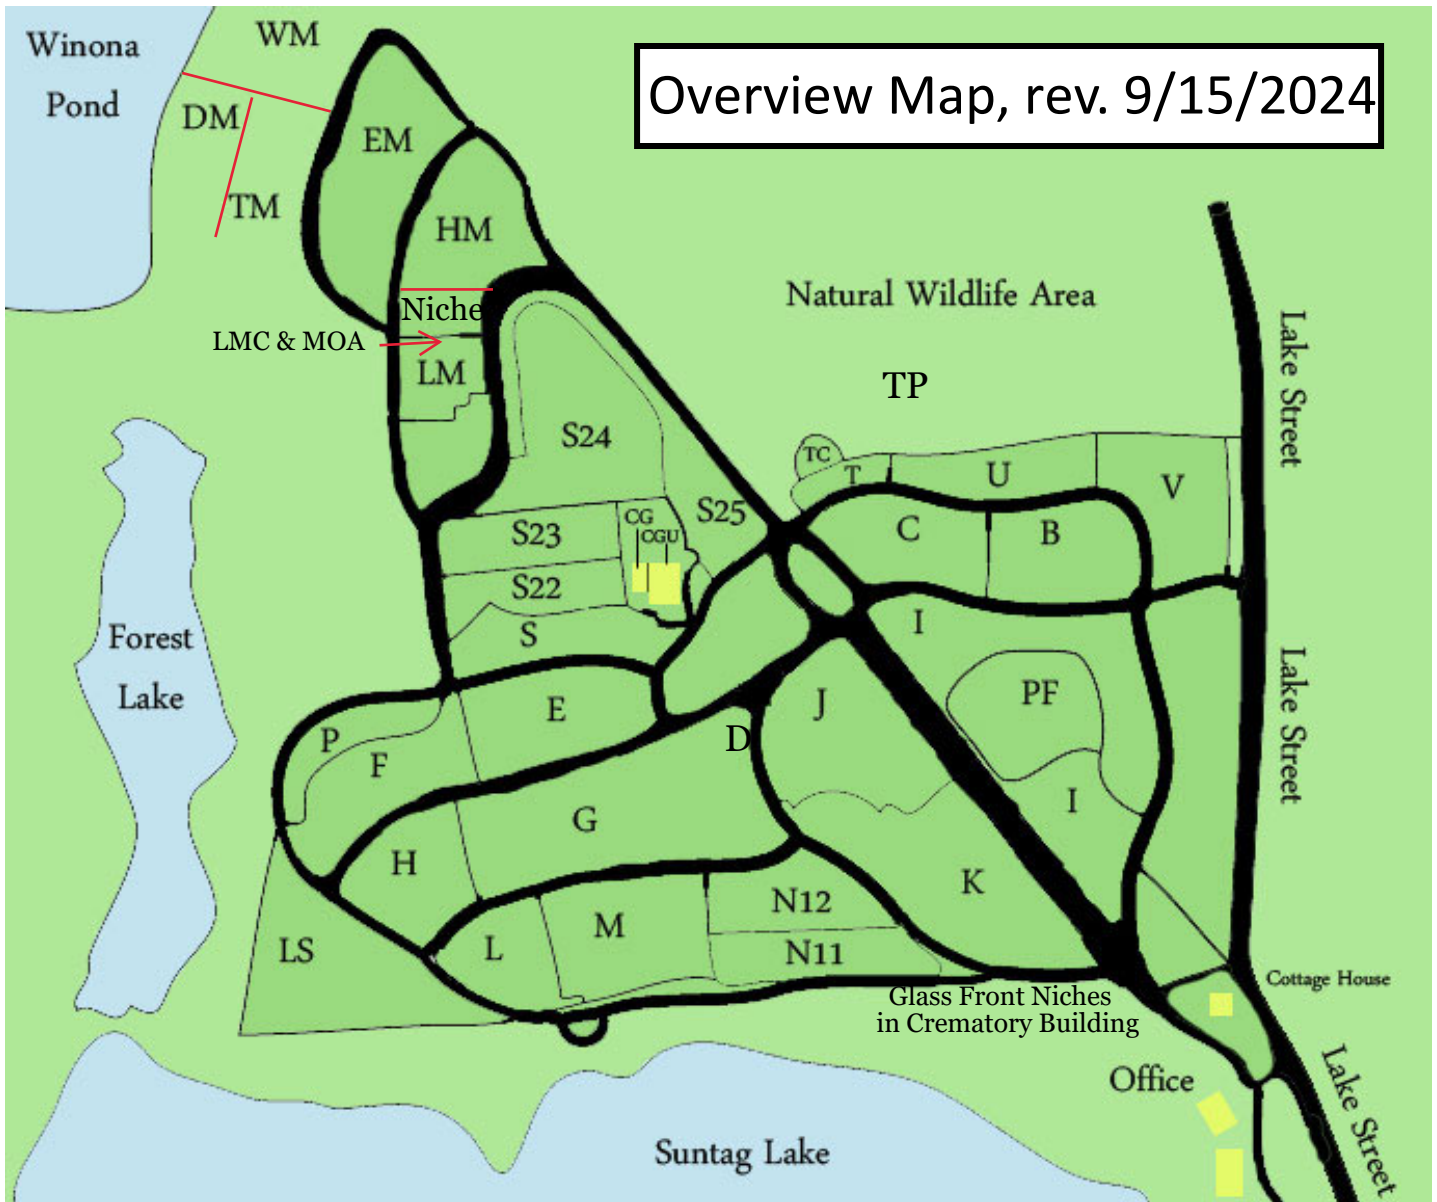 Winona
Pond
WM
Overview Map, rev. 9/15/2024
DM
EM
TM
HM
Niche
LMC & MOA
LM
Natural Wildlife Area
TP
Lake Street
S24
TC
T
U
V
S25
CG
CGU
S23
C
B
S22
S
I
Forest
Lake
E
J
PF
Lake Street
P
F
D
I
G
H
K
N12
LS
L
M
N11
Cottage House
Glass Front Niches
in Crematory Building
Office
Lake Street
Suntag Lake